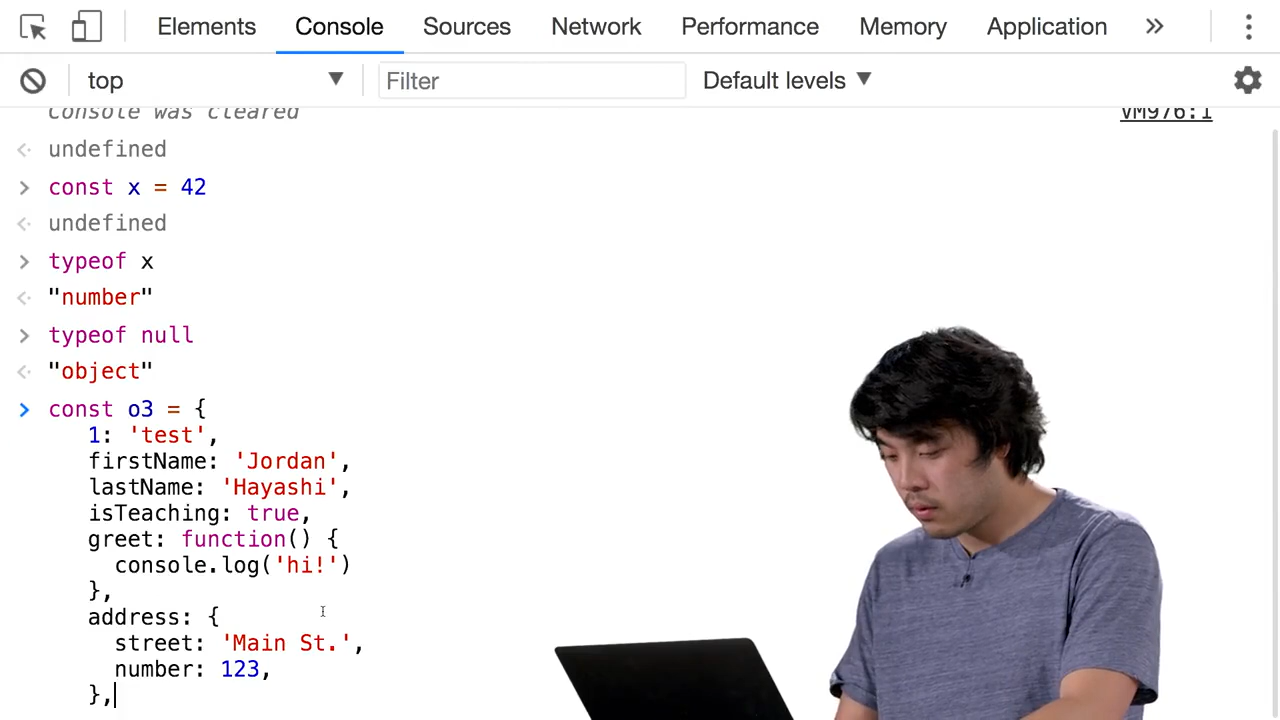 Elements Console Sources Network Performance Memory Application »
top Filter Default levels
Console was cleared VM976:1
undefined
const x = 42
undefined
typeof x
"number"
typeof null
"object"
const o3 = {
1: 'test',
firstName: 'Jordan',
lastName: 'Hayashi',
isTeaching: true,
greet: function() {
console.log('hi!')
},
address: {
street: 'Main St.',
number: 123,
},